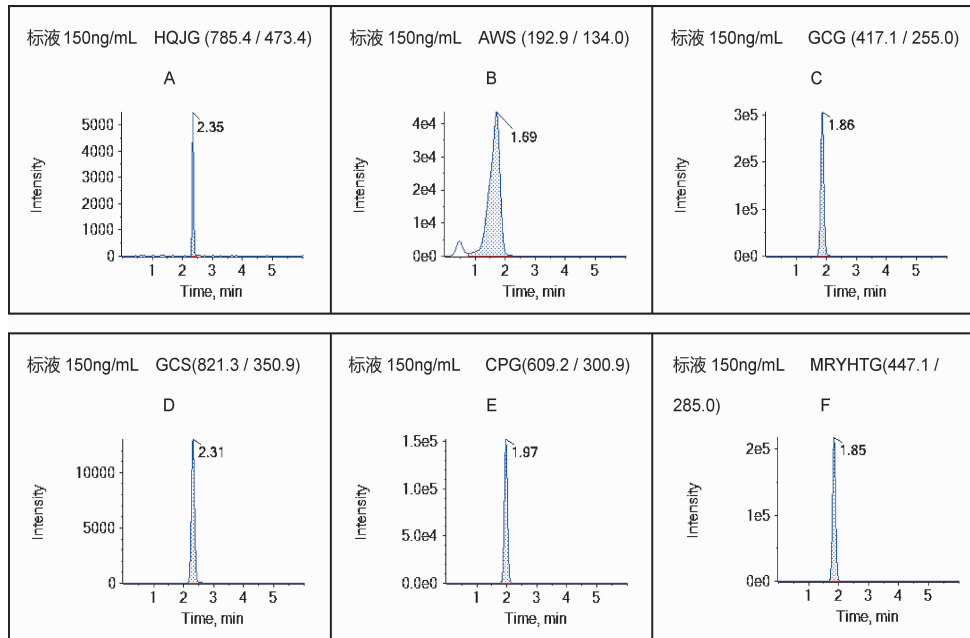 标液 150ng/mL HQJG (785.4 / 473.4)
A
2.35
5000
4000
3000
2000
1000
0
Intensity
1 2 3 4 5
Time, min
标液 150ng/mL AWS (192.9 / 134.0)
B
1.69
4e4
3e4
2e4
1e4
0e0
Intensity
1 2 3 4 5
Time, min
标液 150ng/mL GCG (417.1 / 255.0)
C
1.86
3e5
2e5
1e5
0e0
Intensity
1 2 3 4 5
Time, min
标液 150ng/mL GCS(821.3 / 350.9)
D
2.31
10000
5000
0
Intensity
1 2 3 4 5
Time, min
标液 150ng/mL CPG(609.2 / 300.9)
E
1.97
1.5e5
1.0e5
5.0e4
0.0e0
Intensity
1 2 3 4 5
Time, min
标液 150ng/mL MRYHTG(447.1 /
285.0) F
1.85
2e5
1e5
0e0
Intensity
1 2 3 4 5
Time, min